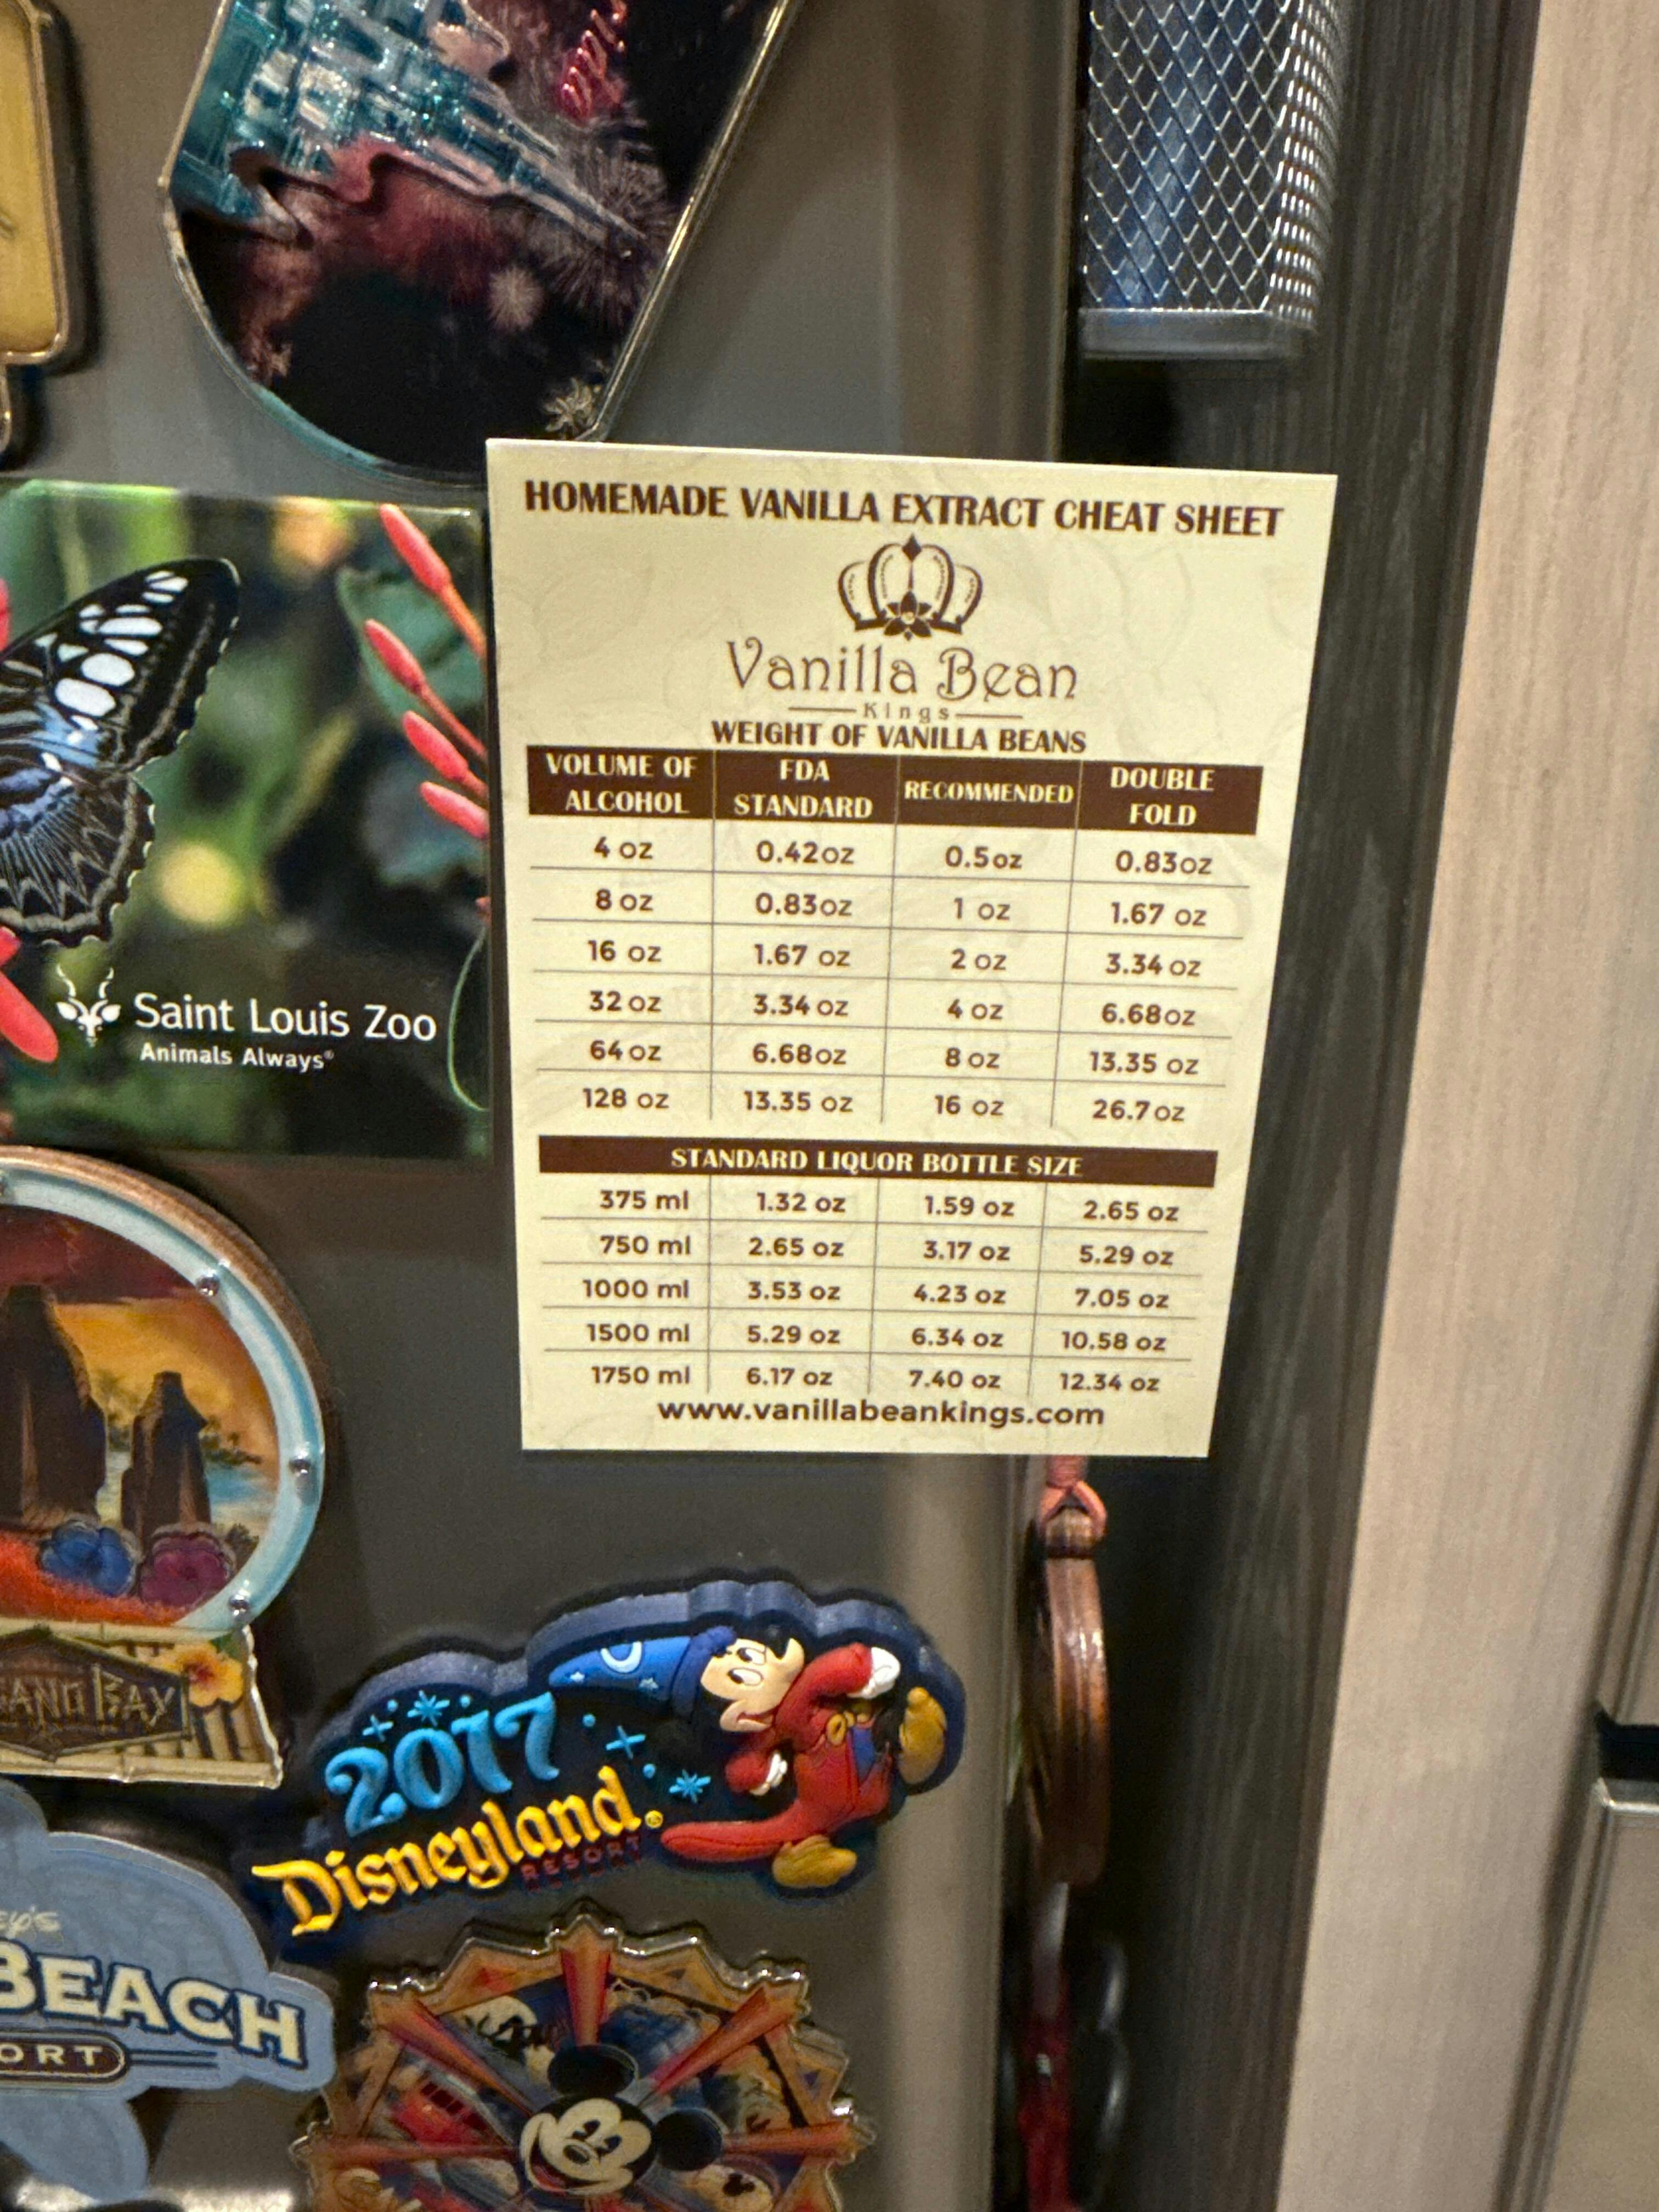 HOMEMADE VANILLA EXTRACT CHEAT SHEET
Vanilla Bean
Kings
WEIGHT OF VANILLA BEANS
VOLUME OF ALCOHOL FDA STANDARD RECOMMENDED DOUBLE FOLD
4 oz 0.42oz 0.5oz 0.83oz
8 oz 0.83oz 1 oz 1.67 oz
16 oz 1.67 oz 2 oz 3.34 oz
32 oz 3.34 oz 4 oz 6.68oz
64 oz 6.68oz 8 oz 13.35 oz
128 oz 13.35 oz 16 oz 26.7oz
STANDARD LIQUOR BOTTLE SIZE
375 ml 1.32 oz 1.59 oz 2.65 oz
750 ml 2.65 oz 3.17 oz 5.29 oz
1000 ml 3.53 oz 4.23 oz 7.05 oz
1500 ml 5.29 oz 6.34 oz 10.58 oz
1750 ml 6.17 oz 7.40 oz 12.34 oz
www.vanillabeankings.com
Saint Louis Zoo
Animals Always®
BAY
2017
Disneyland
RESORT
BEACH